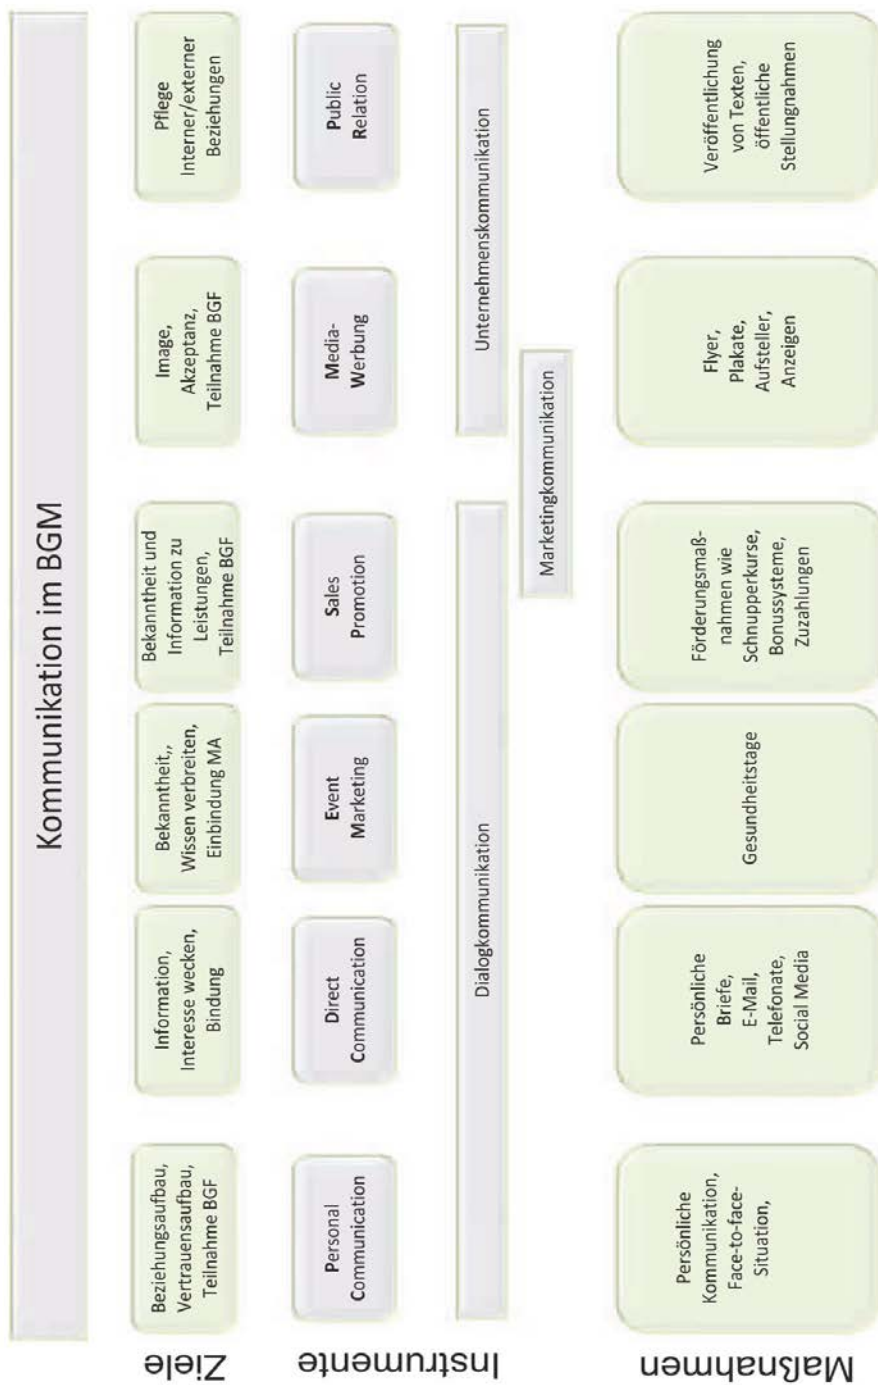 Kommunikation im BGM
Ziele
Beziehungsaufbau,
Vertrauensaufbau,
Teilnahme BGF
Information,
Interesse wecken,
Bindung
Bekanntheit,,
Wissen verbreiten,
Einbindung MA
Bekanntheit und
Information zu
Leistungen,
Teilnahme BGF
Image,
Akzeptanz,
Teilnahme BGF
Pflege
Interner/externer
Beziehungen
Instrumente
Personal
Communication
Direct
Communication
Event
Marketing
Sales
Promotion
Media-
Werbung
Public
Relation
Dialogkommunikation
Unternehmenskommunikation
Marketingkommunikation
Maßnahmen
Persönliche
Kommunikation,
Face-to-face-
Situation,
Persönliche
Briefe,
E-Mail,
Telefonate,
Social Media
Gesundheitstage
Förderungsmaß-
nahmen wie
Schnupperkurse,
Bonussysteme,
Zuzahlungen
Flyer,
Plakate,
Aufsteller,
Anzeigen
Veröffentlichung
von Texten,
öffentliche
Stellungnahmen